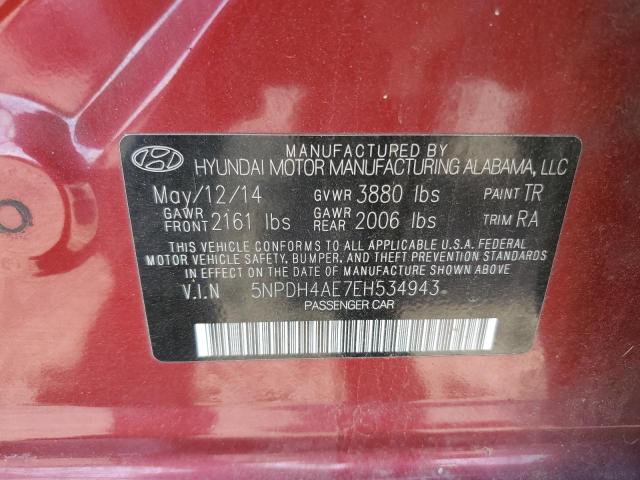 MANUFACTURED BY
HYUNDAI MOTOR MANUFACTURING ALABAMA, LLC
May/12/14 GVWR 3880 lbs PAINT TR
GAWR FRONT 2161 lbs GAWR REAR 2006 lbs TRIM RA
THIS VEHICLE CONFORMS TO ALL APPLICABLE U.S.A. FEDERAL
MOTOR VEHICLE SAFETY, BUMPER, AND THEFT PREVENTION STANDARDS
IN EFFECT ON THE DATE OF MANUFACTURE SHOWN ABOVE.
V.I.N 5NPDH4AE7EH534943
PASSENGER CAR